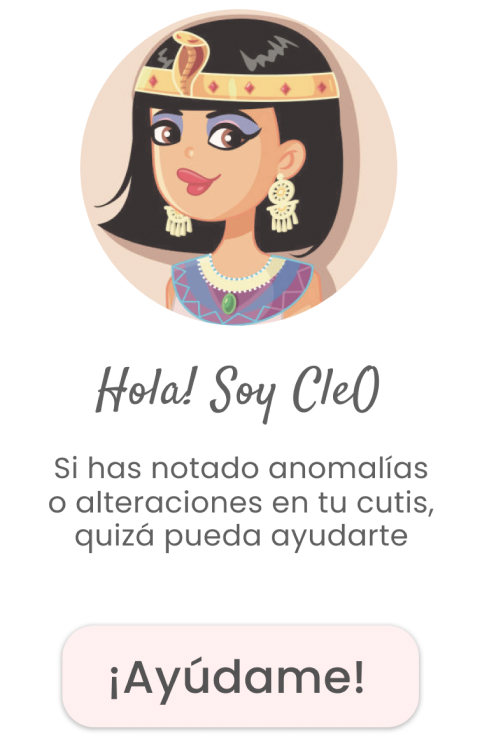 Hola! Soy CleO
Si has notado anomalías
o alteraciones en tu cutis,
quizá pueda ayudarte
¡Ayúdame!